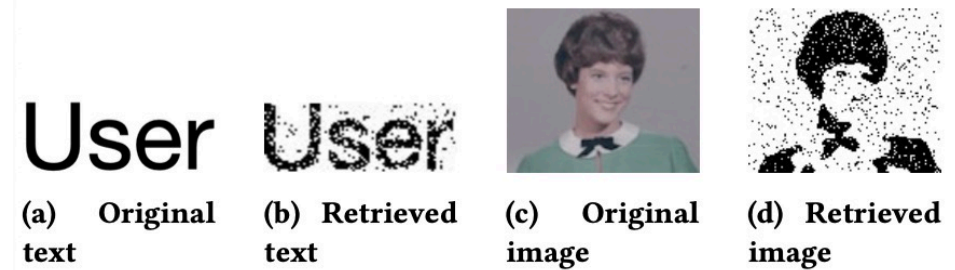 User
User
(a) Original
text
(b) Retrieved
text
(c) Original
image
(d) Retrieved
image